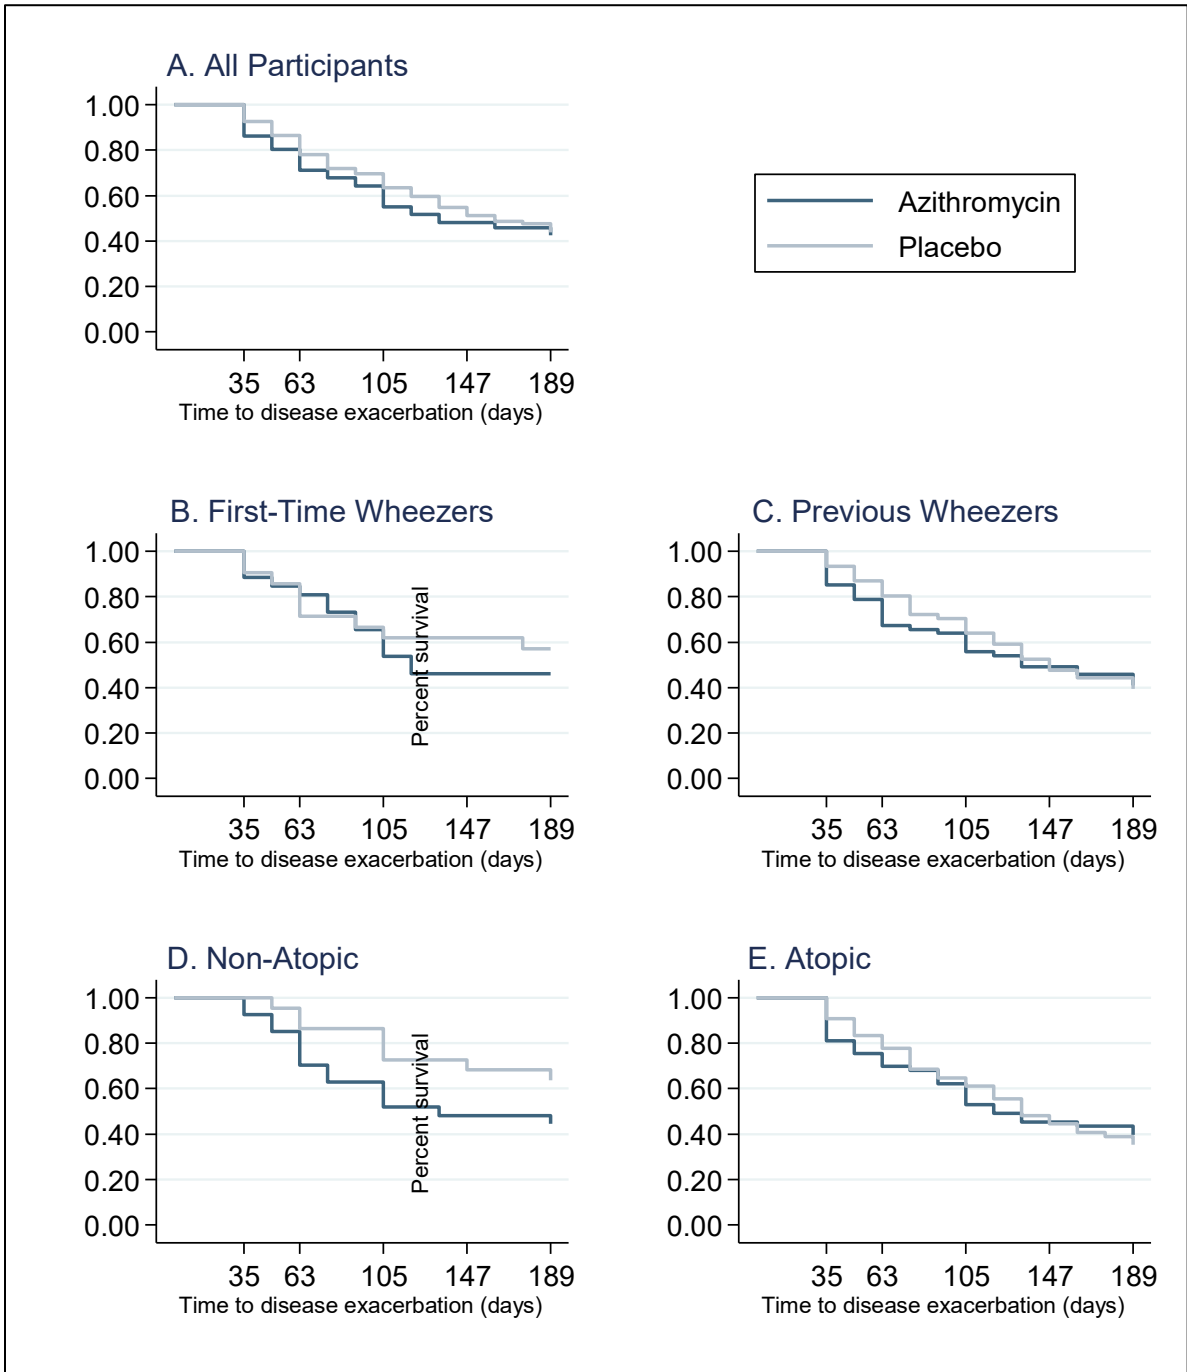 A. All Participants
1.00
0.80
0.60
0.40
0.20
0.00
35 63 105 147 189
Time to disease exacerbation (days)
Azithromycin
Placebo
B. First-Time Wheezers
1.00
0.80
0.60
0.40
0.20
0.00
Percent survival
35 63 105 147 189
Time to disease exacerbation (days)
C. Previous Wheezers
1.00
0.80
0.60
0.40
0.20
0.00
35 63 105 147 189
Time to disease exacerbation (days)
D. Non-Atopic
1.00
0.80
0.60
0.40
0.20
0.00
Percent survival
35 63 105 147 189
Time to disease exacerbation (days)
E. Atopic
1.00
0.80
0.60
0.40
0.20
0.00
35 63 105 147 189
Time to disease exacerbation (days)